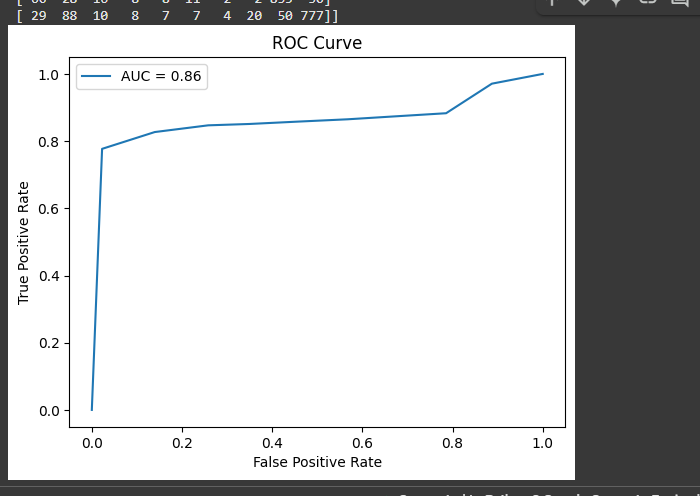 [ 29 88 10 8 7 7 4 20 50 777]]
ROC Curve
AUC = 0.86
True Positive Rate
1.0
0.8
0.6
0.4
0.2
0.0
0.0 0.2 0.4 0.6 0.8 1.0
False Positive Rate